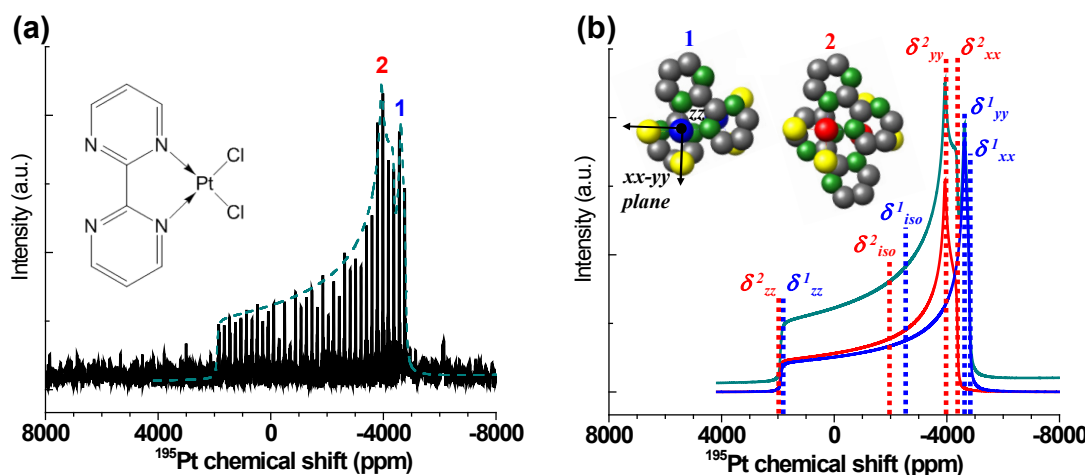 (a)
2
1
N
N
N
N
Pt
Cl
Cl
Intensity (a.u.)
8000 4000 0 -4000 -8000
¹⁹⁵Pt chemical shift (ppm)
(b)
1
2
zz
xx-yy
plane
δ²yy
δ²xx
δ¹yy
δ¹xx
δ¹iso
δ²iso
δ²zz
δ¹zz
Intensity (a.u.)
8000 4000 0 -4000 -8000
¹⁹⁵Pt chemical shift (ppm)